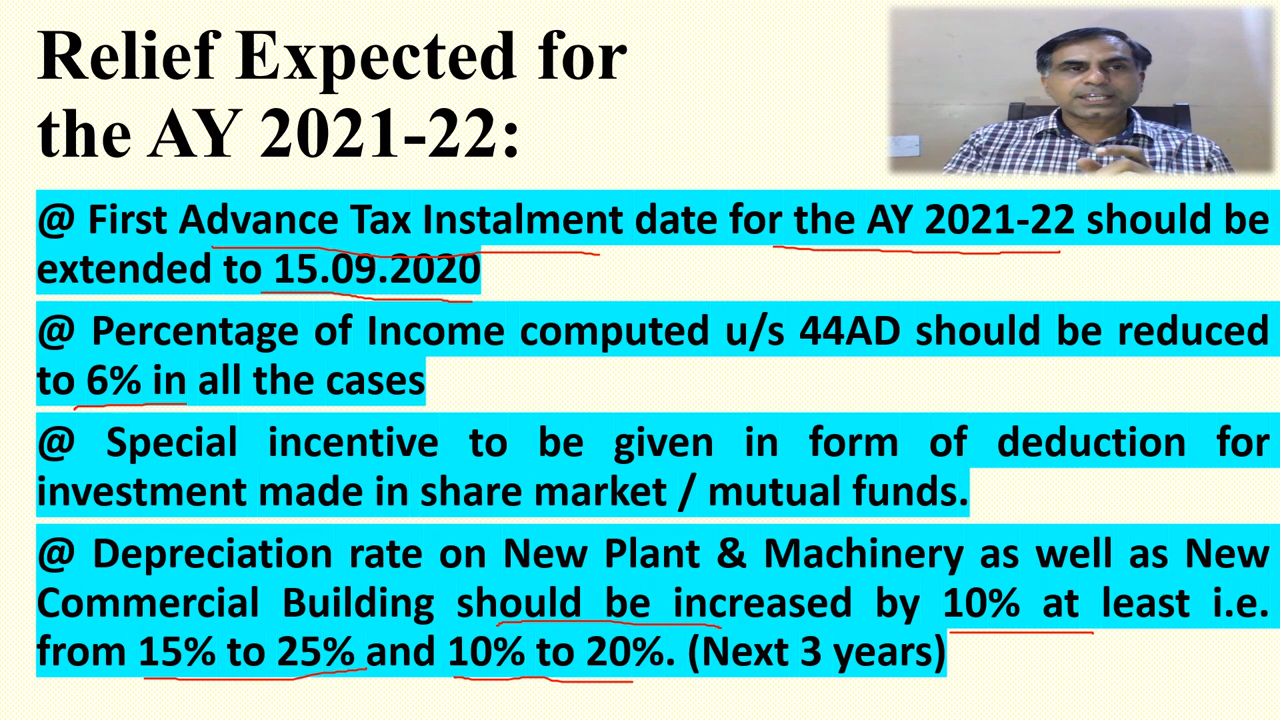 Relief Expected for
the AY 2021-22:
@ First Advance Tax Instalment date for the AY 2021-22 should be
extended to 15.09.2020
@ Percentage of Income computed u/s 44AD should be reduced
to 6% in all the cases
@ Special incentive to be given in form of deduction for
investment made in share market / mutual funds.
@ Depreciation rate on New Plant & Machinery as well as New
Commercial Building should be increased by 10% at least i.e.
from 15% to 25% and 10% to 20%. (Next 3 years)